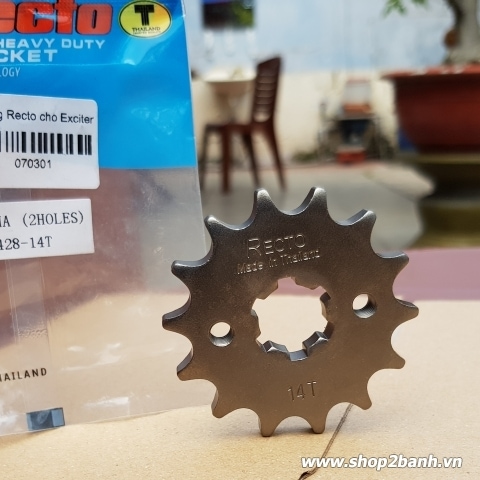 ecto
T
THAILAND
HEAVY DUTY
CKET
LOGY
g Recto cho Exciter
070301
HA (2HOLES)
428-14T
HAILAND
RECTO
Made In Thailand
14T
www.shop2banh.vn